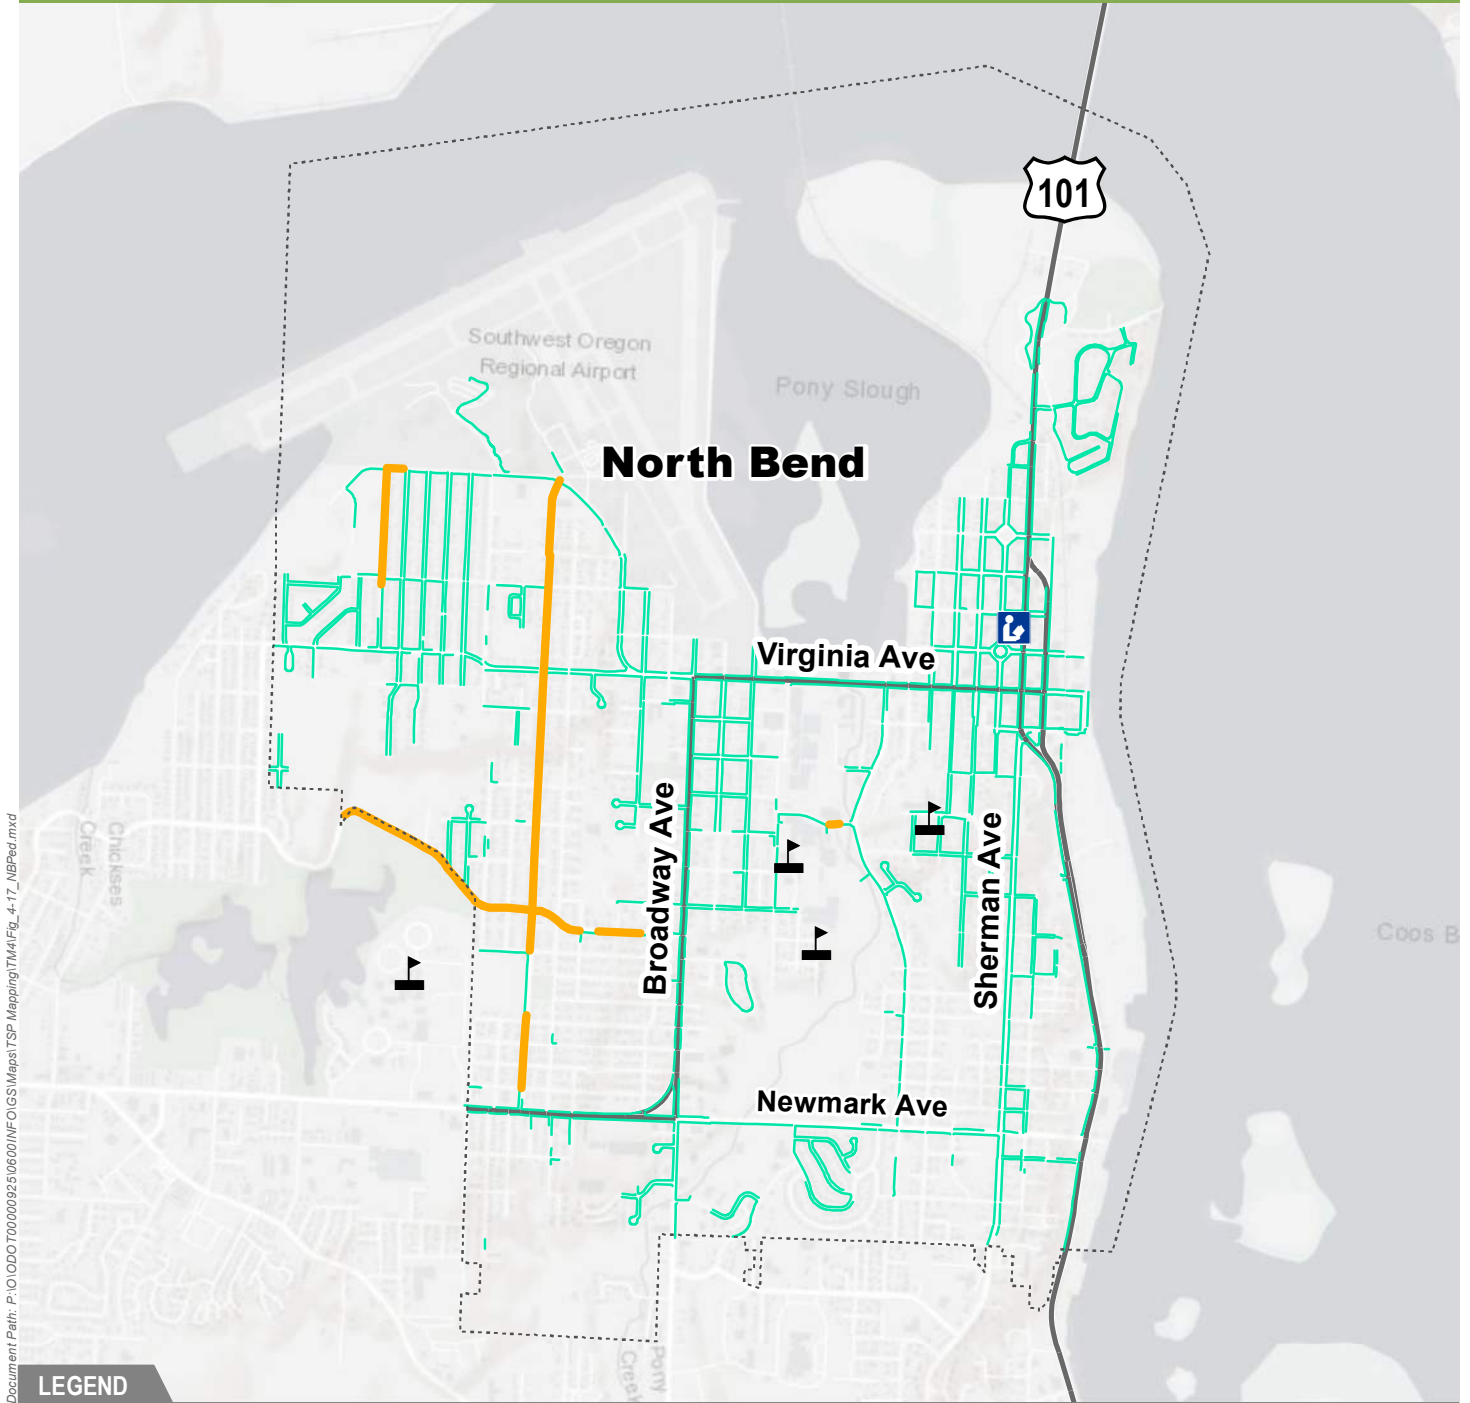 101
Southwest Oregon
Regional Airport
Pony Slough
North Bend
Virginia Ave
Broadway Ave
Sherman Ave
Chickses
Creek
Coos B
Newmark Ave
Pony
Creek
Document Path: P:\O\ODOT00000925\0600INFO\GS\Maps\TSP Mapping\TM4\Fig_4-17_NBPed.mxd
LEGEND